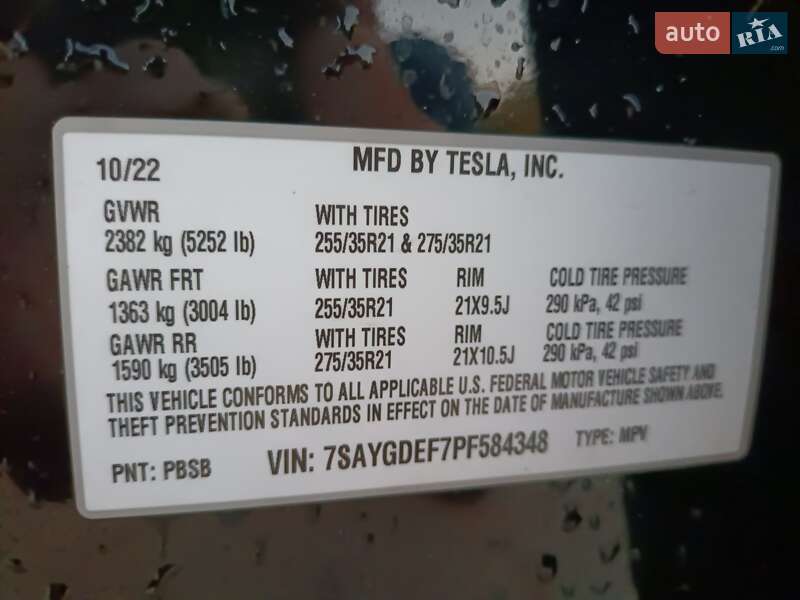 auto RIA.com
10/22 MFD BY TESLA, INC.
GVWR WITH TIRES
2382 kg (5252 lb) 255/35R21 & 275/35R21
GAWR FRT WITH TIRES RIM COLD TIRE PRESSURE
1363 kg (3004 lb) 255/35R21 21X9.5J 290 kPa, 42 psi
GAWR RR WITH TIRES RIM COLD TIRE PRESSURE
1590 kg (3505 lb) 275/35R21 21X10.5J 290 kPa, 42 psi
THIS VEHICLE CONFORMS TO ALL APPLICABLE U.S. FEDERAL MOTOR VEHICLE SAFETY AND
THEFT PREVENTION STANDARDS IN EFFECT ON THE DATE OF MANUFACTURE SHOWN ABOVE.
PNT: PBSB VIN: 7SAYGDEF7PF584348 TYPE: MPV